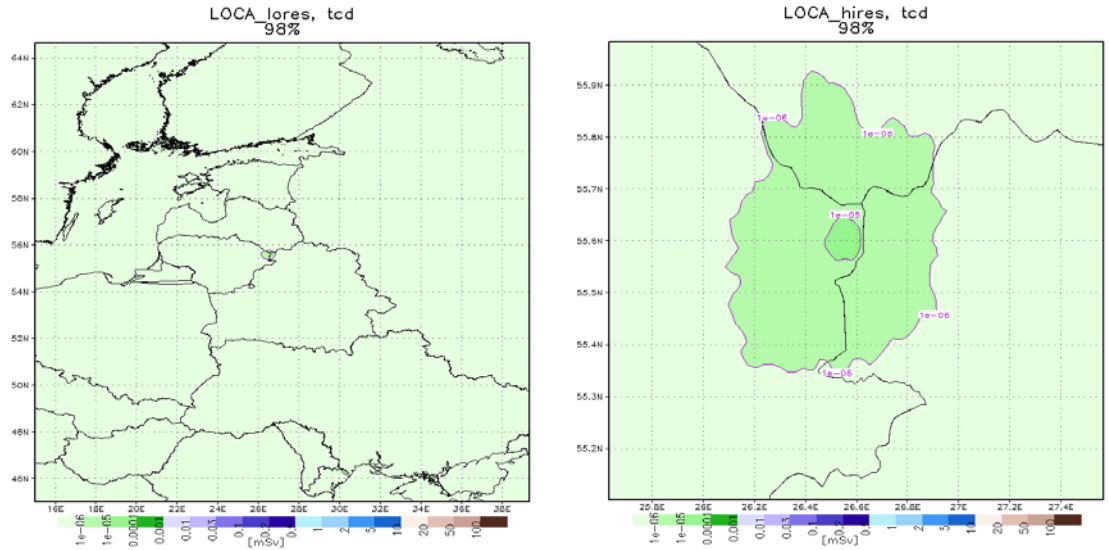 LOCA_lores, tcd
98%
64N
62N
60N
58N
56N
54N
52N
50N
48N
46N
16E 18E 20E 22E 24E 26E 28E 30E 32E 34E 36E 38E
1e-06 1e-05 0.0001 0.001 0.01 0.03 0.1 0.2 0. 1 2 5 10 20 50 100
[mSv]
LOCA_hires, tcd
98%
55.9N
55.8N
55.7N
55.6N
55.5N
55.4N
55.3N
55.2N
1e-06
1e-06
1e-05
1e-06
1e-06
25.8E 26E 26.2E 26.4E 26.6E 26.8E 27E 27.2E 27.4E
1e-06 1e-05 0.0001 0.001 0.01 0.03 0.1 0.2 0. 1 2 5 10 20 50 100
[mSv]